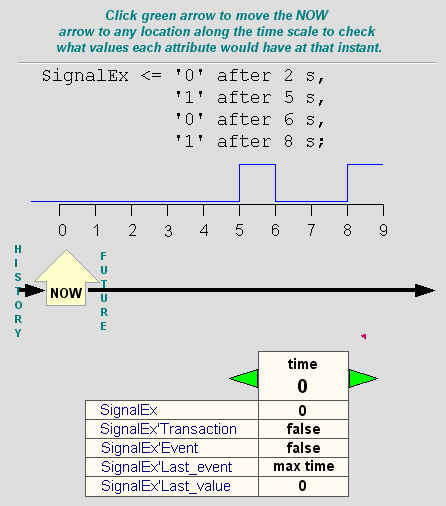 Click green arrow to move the NOW
arrow to any location along the time scale to check
what values each attribute would have at that instant.
SignalEx <= '0' after 2 s,
'1' after 5 s,
'0' after 6 s,
'1' after 8 s;
0 1 2 3 4 5 6 7 8 9
HISTORY
NOW
FUTURE
time
0
SignalEx 0
SignalEx'Transaction false
SignalEx'Event false
SignalEx'Last_event max time
SignalEx'Last_value 0